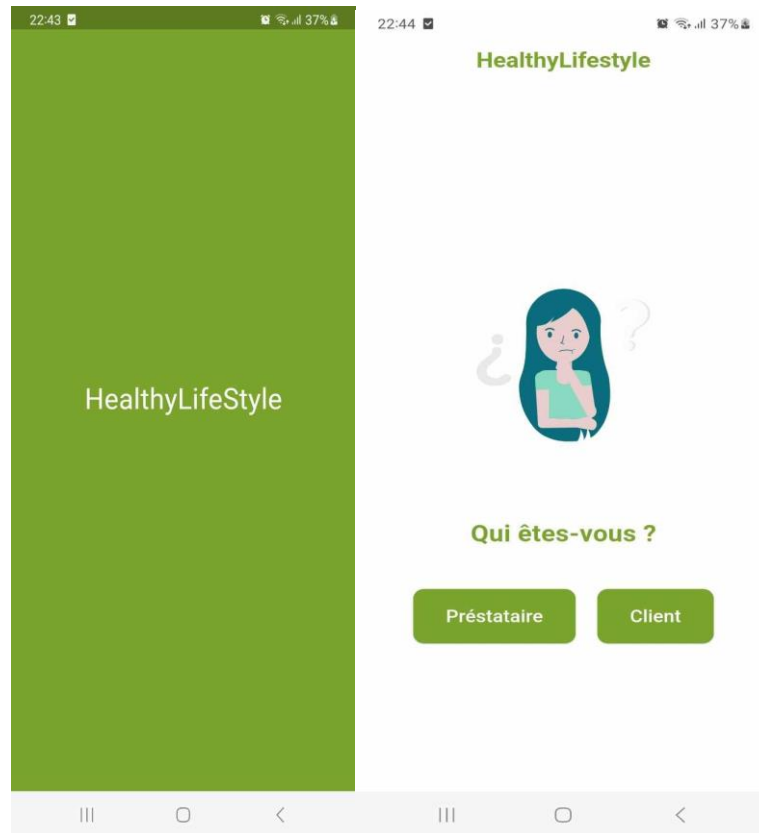 22:43
37%
HealthyLifeStyle
22:44
37%
HealthyLifestyle
Qui êtes-vous ?
Préstataire
Client